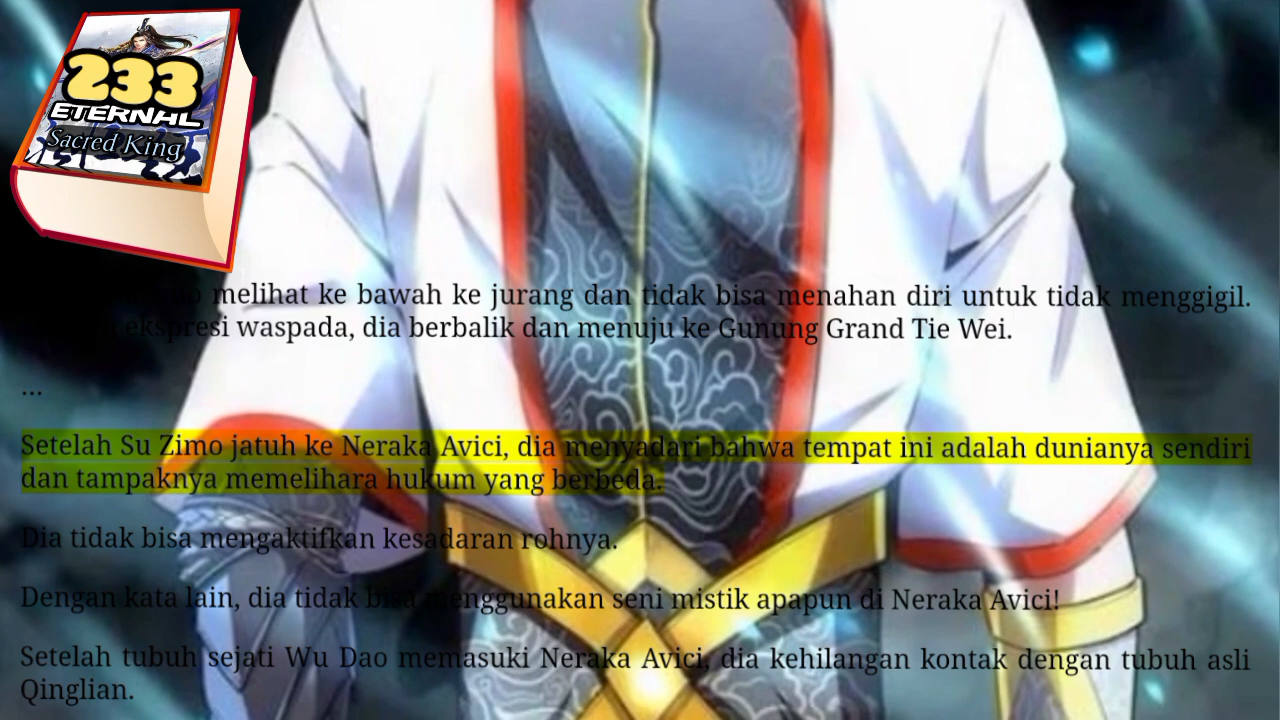 233
ETERNAL
Sacred King
melihat ke bawah ke jurang dan tidak bisa menahan diri untuk tidak menggigil.
ekspresi waspada, dia berbalik dan menuju ke Gunung Grand Tie Wei.
...
Setelah Su Zimo jatuh ke Neraka Avici, dia menyadari bahwa tempat ini adalah dunianya sendiri
dan tampaknya memelihara hukum yang berbeda.
Dia tidak bisa mengaktifkan kesadaran rohnya.
Dengan kata lain, dia tidak bisa menggunakan seni mistik apapun di Neraka Avici!
Setelah tubuh sejati Wu Dao memasuki Neraka Avici, dia kehilangan kontak dengan tubuh asli
Qinglian.